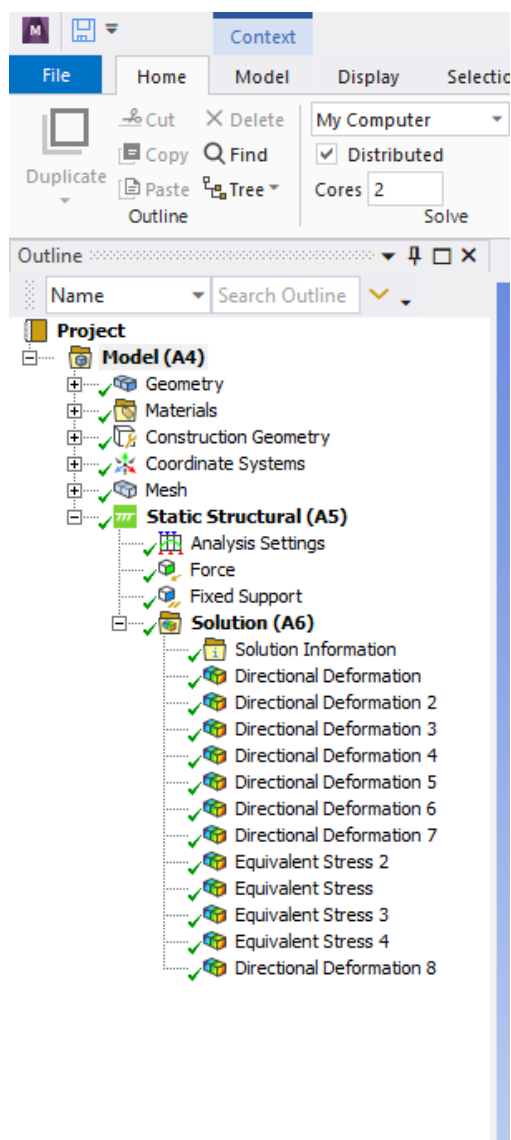 M
Context
File Home Model Display Selectio
Cut Delete My Computer
Copy Find Distributed
Duplicate Paste Tree Cores 2
Outline Solve
Outline
Name Search Outline
Project
Model (A4)
Geometry
Materials
Construction Geometry
Coordinate Systems
Mesh
Static Structural (A5)
Analysis Settings
Force
Fixed Support
Solution (A6)
Solution Information
Directional Deformation
Directional Deformation 2
Directional Deformation 3
Directional Deformation 4
Directional Deformation 5
Directional Deformation 6
Directional Deformation 7
Equivalent Stress 2
Equivalent Stress
Equivalent Stress 3
Equivalent Stress 4
Directional Deformation 8